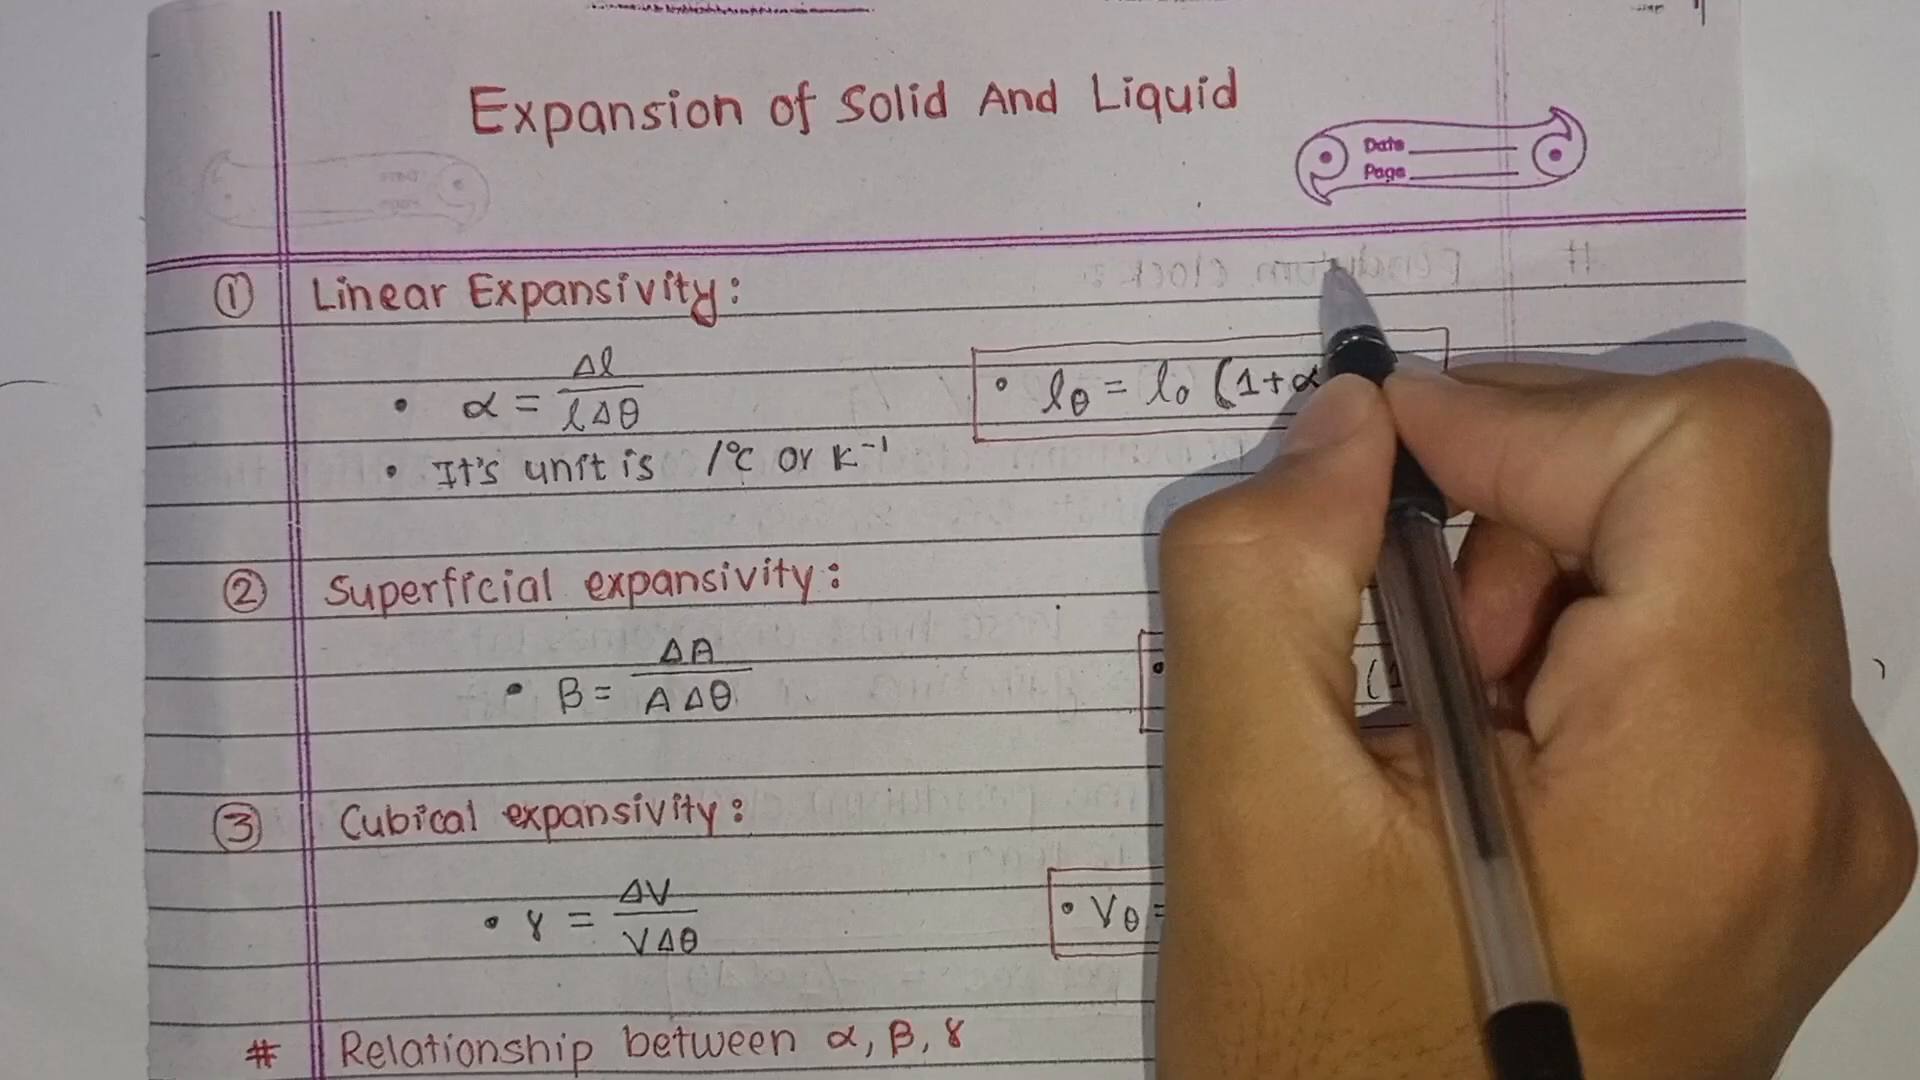 Expansion of Solid And Liquid
Date
Page
① Linear Expansivity:
• α = Δl / lΔθ
• lθ = l₀ (1+α
• It's unit is /°C or K⁻¹
② Superficial expansivity:
• β = ΔA / AΔθ
• (1
③ Cubical expansivity:
• γ = ΔV / VΔθ
• Vθ =
# Relationship between α, β, γ